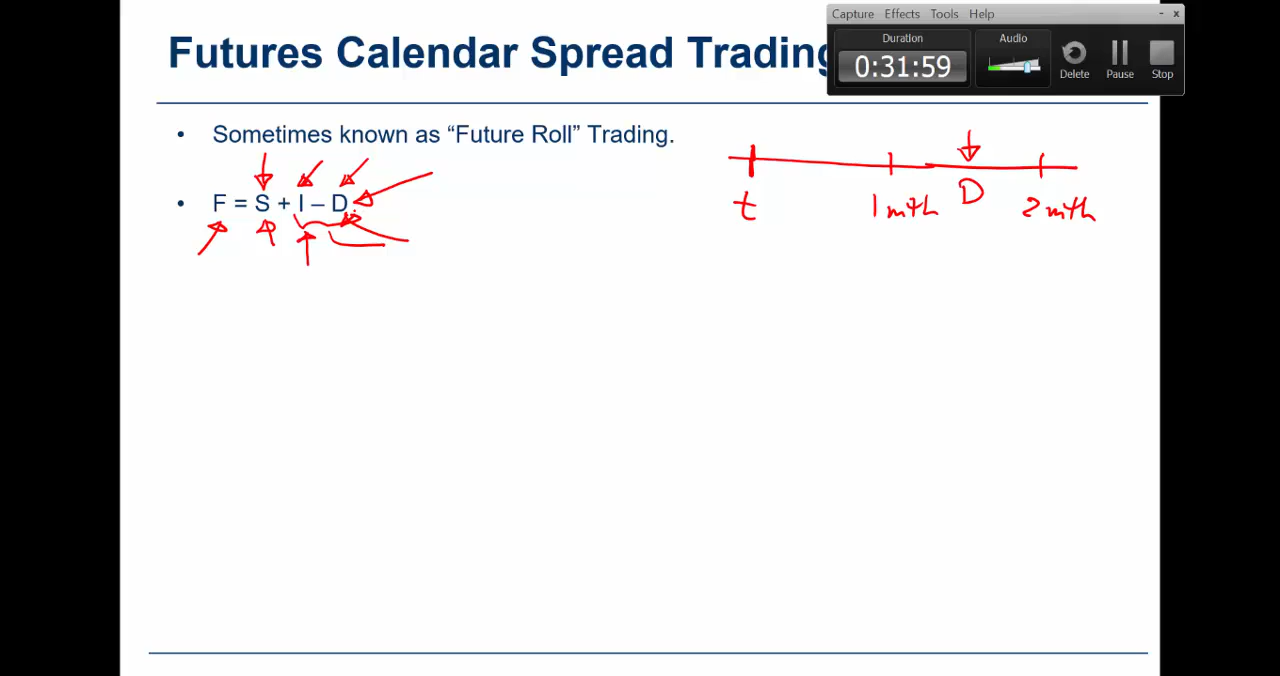 Capture Effects Tools Help
Duration
Audio
0:31:59
Delete Pause Stop
Futures Calendar Spread Trading
• Sometimes known as “Future Roll” Trading.
• F = S + I – D.
t 1 mth D 2 mth